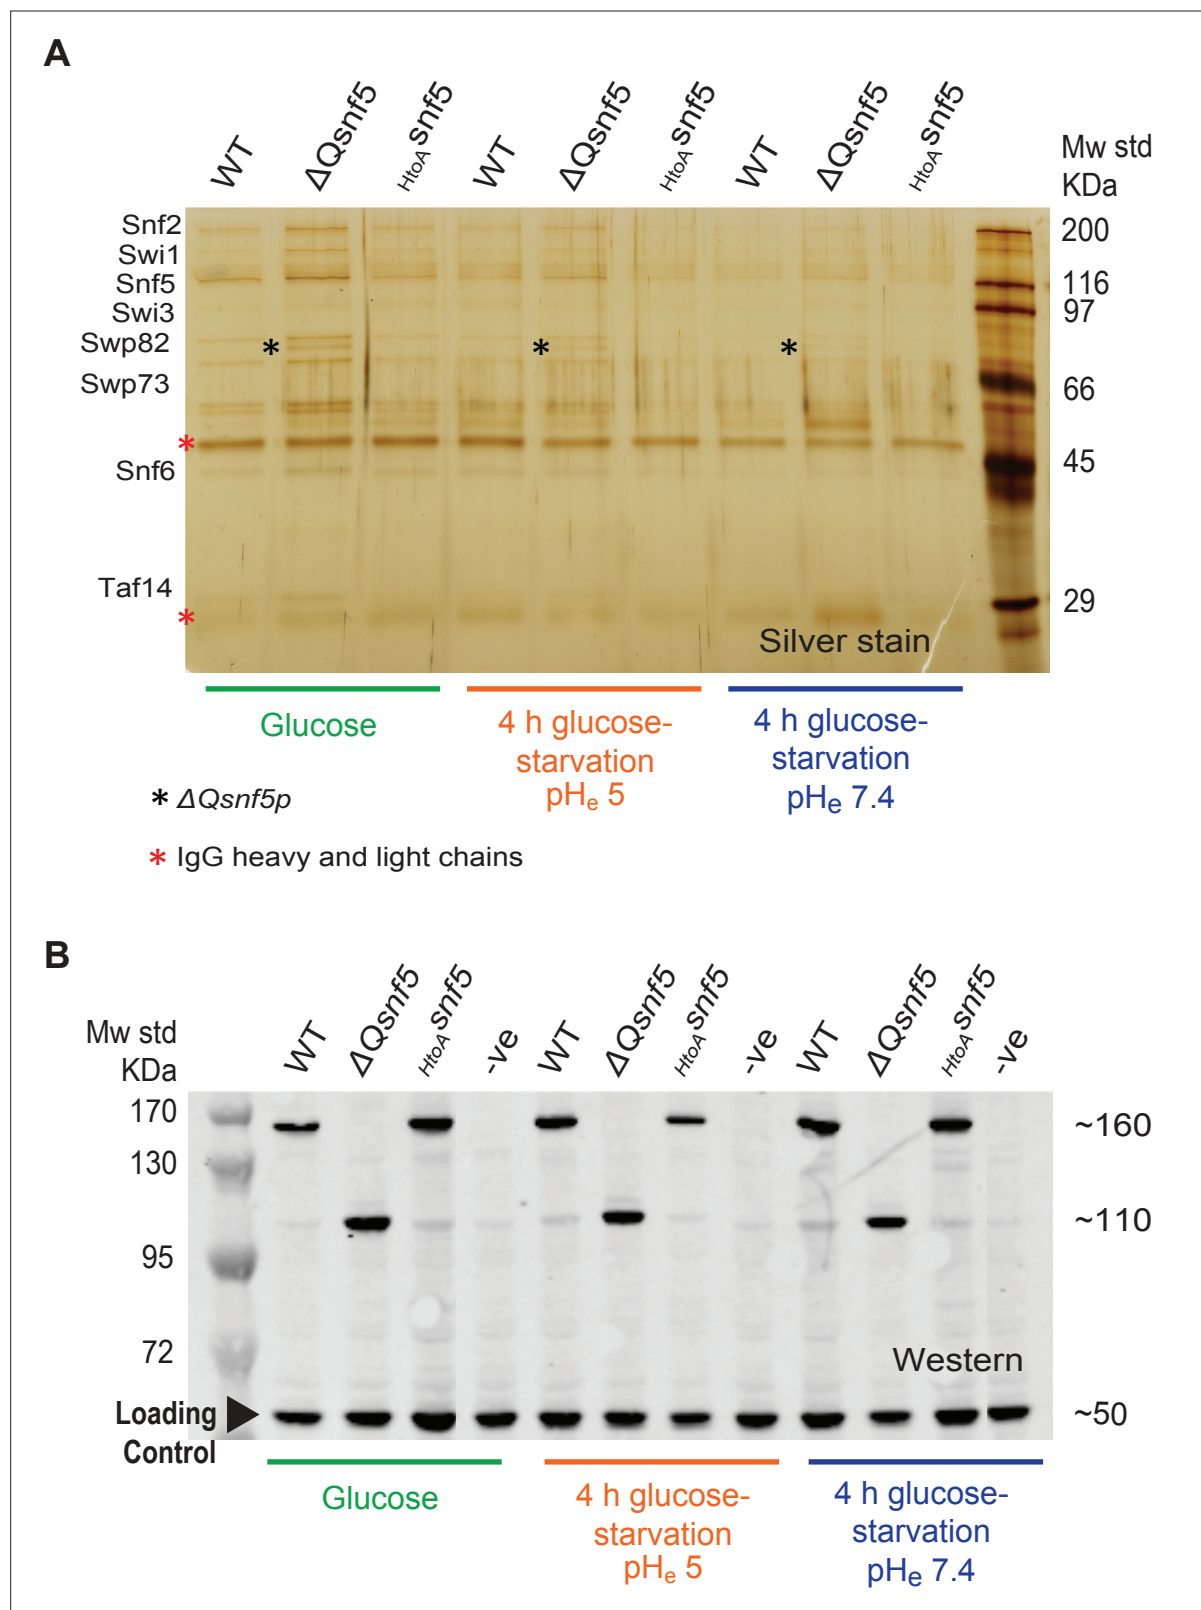 A
WT
ΔQsnf5
HtoA snf5
WT
ΔQsnf5
HtoA snf5
WT
ΔQsnf5
HtoA snf5
Mw std
KDa
Snf2
Swi1
Snf5
Swi3
Swp82
*
*
*
Swp73
*
Snf6
Taf14
*
200
116
97
66
45
29
Silver stain
Glucose
4 h glucose-
starvation
pHe 5
4 h glucose-
starvation
pHe 7.4
* ΔQsnf5p
* IgG heavy and light chains
B
Mw std
KDa
WT
ΔQsnf5
HtoA snf5
-ve
WT
ΔQsnf5
HtoA snf5
-ve
WT
ΔQsnf5
HtoA snf5
-ve
170
130
95
72
Loading
Control
~160
~110
~50
Western
Glucose
4 h glucose-
starvation
pHe 5
4 h glucose-
starvation
pHe 7.4